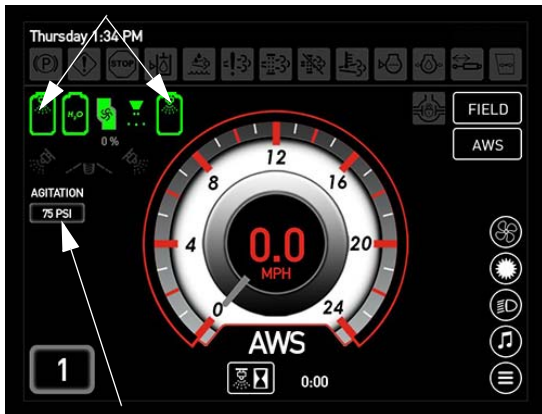 Thursday 1:34 PM
(P)
STOP
H₂O
0 %
FIELD
AWS
AGITATION
75 PSI
0
4
8
12
16
20
24
0.0
MPH
AWS
1
0:00